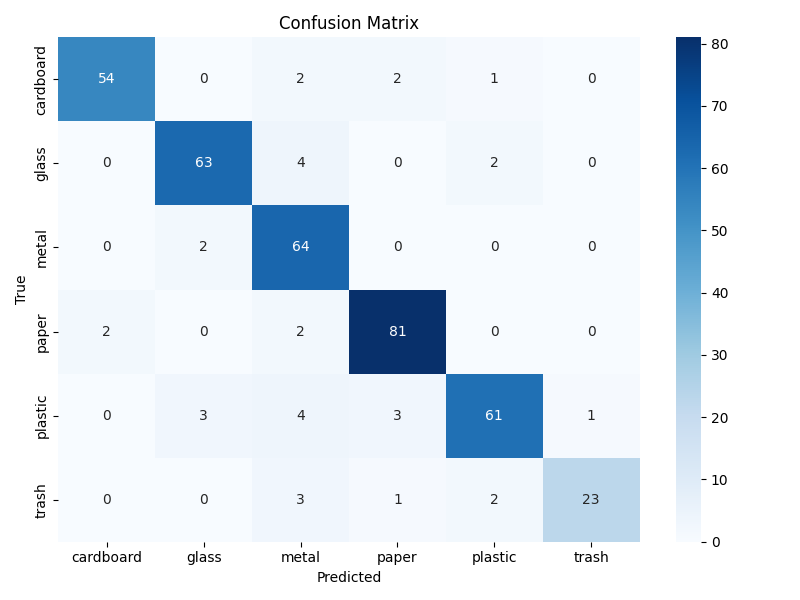 Confusion Matrix
True
cardboard 54 0 2 2 1 0
glass 0 63 4 0 2 0
metal 0 2 64 0 0 0
paper 2 0 2 81 0 0
plastic 0 3 4 3 61 1
trash 0 0 3 1 2 23
cardboard glass metal paper plastic trash
Predicted
80
70
60
50
40
30
20
10
0